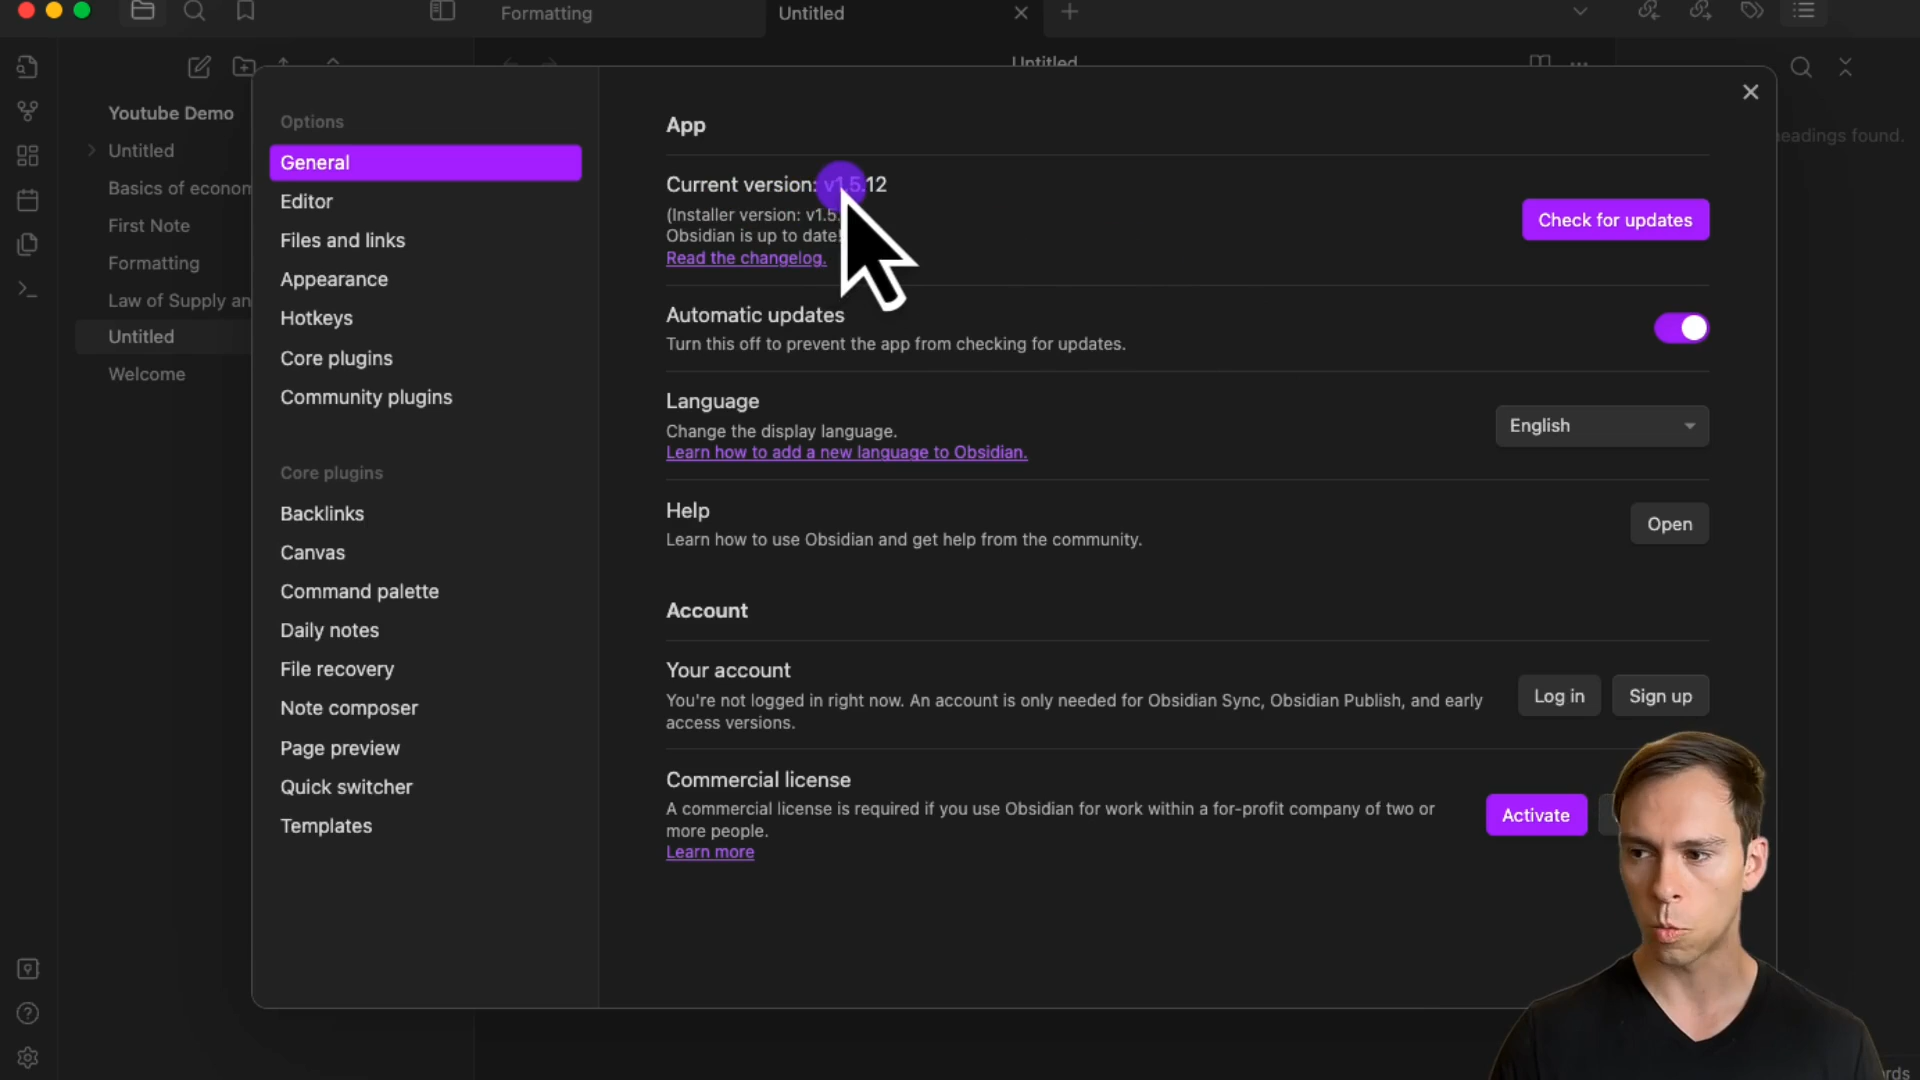 Formatting
Untitled
Untitled
Youtube Demo
Untitled
Basics of econom
First Note
Formatting
Law of Supply an
Untitled
Welcome
Options
General
Editor
Files and links
Appearance
Hotkeys
Core plugins
Community plugins
Core plugins
Backlinks
Canvas
Command palette
Daily notes
File recovery
Note composer
Page preview
Quick switcher
Templates
App
Current version: v1.5.12
(Installer version: v1.5.
Obsidian is up to date!
Read the changelog.
Check for updates
Automatic updates
Turn this off to prevent the app from checking for updates.
Language
Change the display language.
Learn how to add a new language to Obsidian.
English
Help
Learn how to use Obsidian and get help from the community.
Open
Account
Your account
You're not logged in right now. An account is only needed for Obsidian Sync, Obsidian Publish, and early
access versions.
Log in
Sign up
Commercial license
A commercial license is required if you use Obsidian for work within a for-profit company of two or
more people.
Learn more
Activate
eadings found.
rds